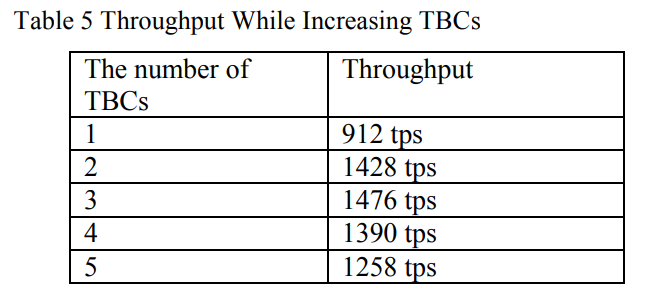 Table 5 Throughput While Increasing TBCs
The number of Throughput
TBCs
1 912 tps
2 1428 tps
3 1476 tps
4 1390 tps
5 1258 tps